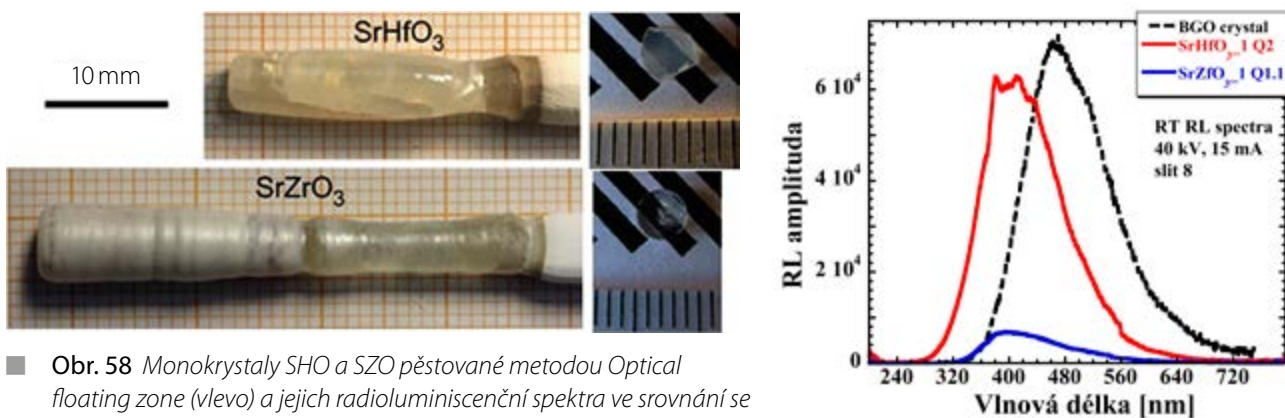 SrHfO3
10 mm
SrZrO3
Obr. 58 Monokrystaly SHO a SZO pěstované metodou Optical
floating zone (vlevo) a jejich radioluminiscenční spektra ve srovnání se
BGO crystal
SrHfOy_1 Q2
SrZfOy_1 Q1.1
RT RL spectra
40 kV, 15 mA
slit 8
RL amplituda
6 10^4
4 10^4
2 10^4
0
240 320 400 480 560 640 720
Vlnová délka [nm]